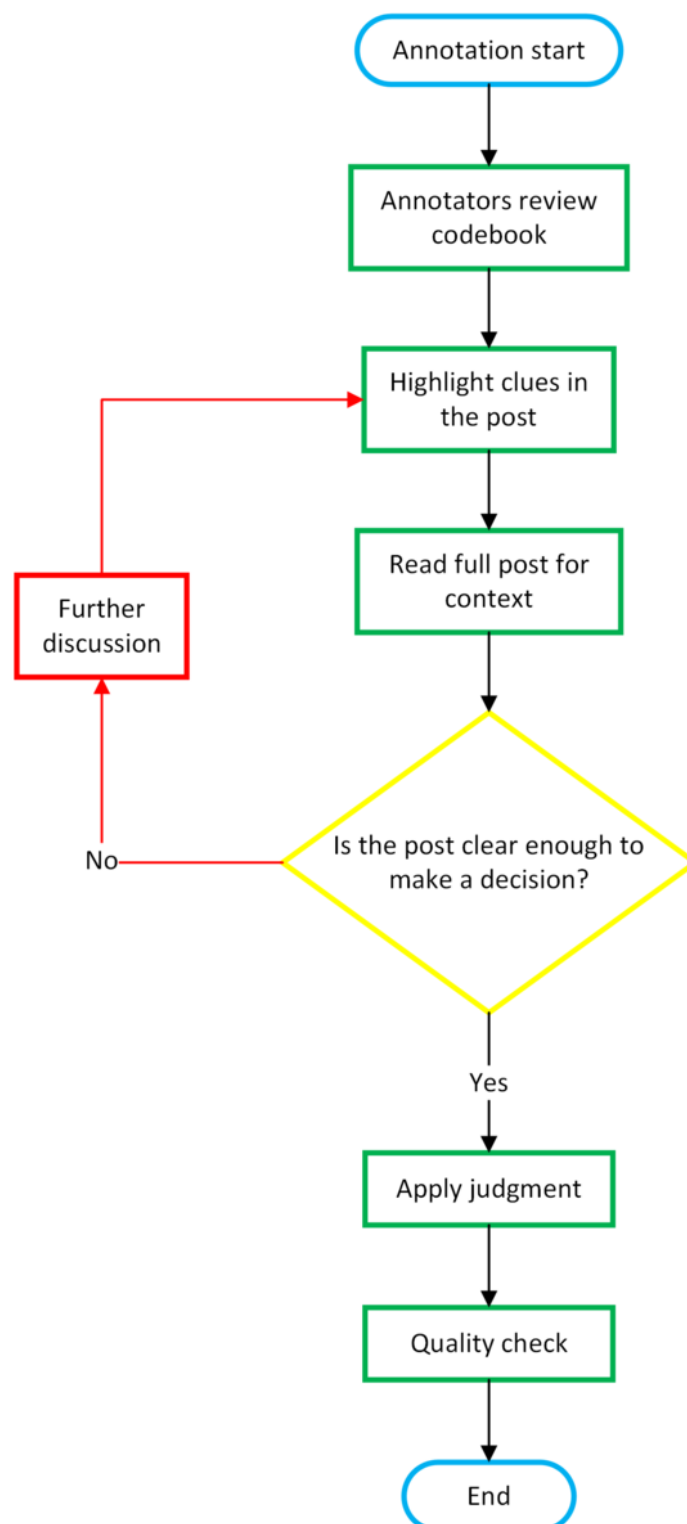 Annotation start
Annotators review
codebook
Highlight clues in
the post
Read full post for
context
Further
discussion
Is the post clear enough to
make a decision?
No
Yes
Apply judgment
Quality check
End